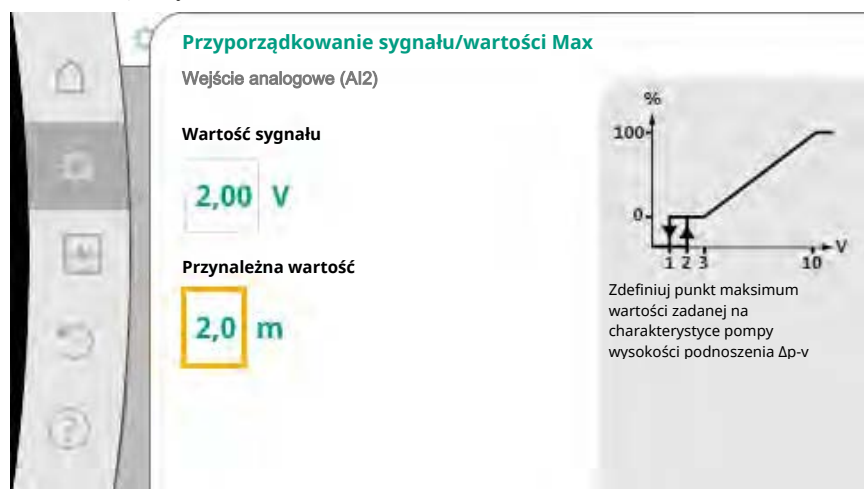 Przyporządkowanie sygnału/wartości Max
Wejście analogowe (AI2)
Wartość sygnału
2,00 V
Przynależna wartość
2,0 m
%
100
0
1 2 3 10
V
Zdefiniuj punkt maksimum
wartości zadanej na
charakterystyce pompy
wysokości podnoszenia Δp-v
?